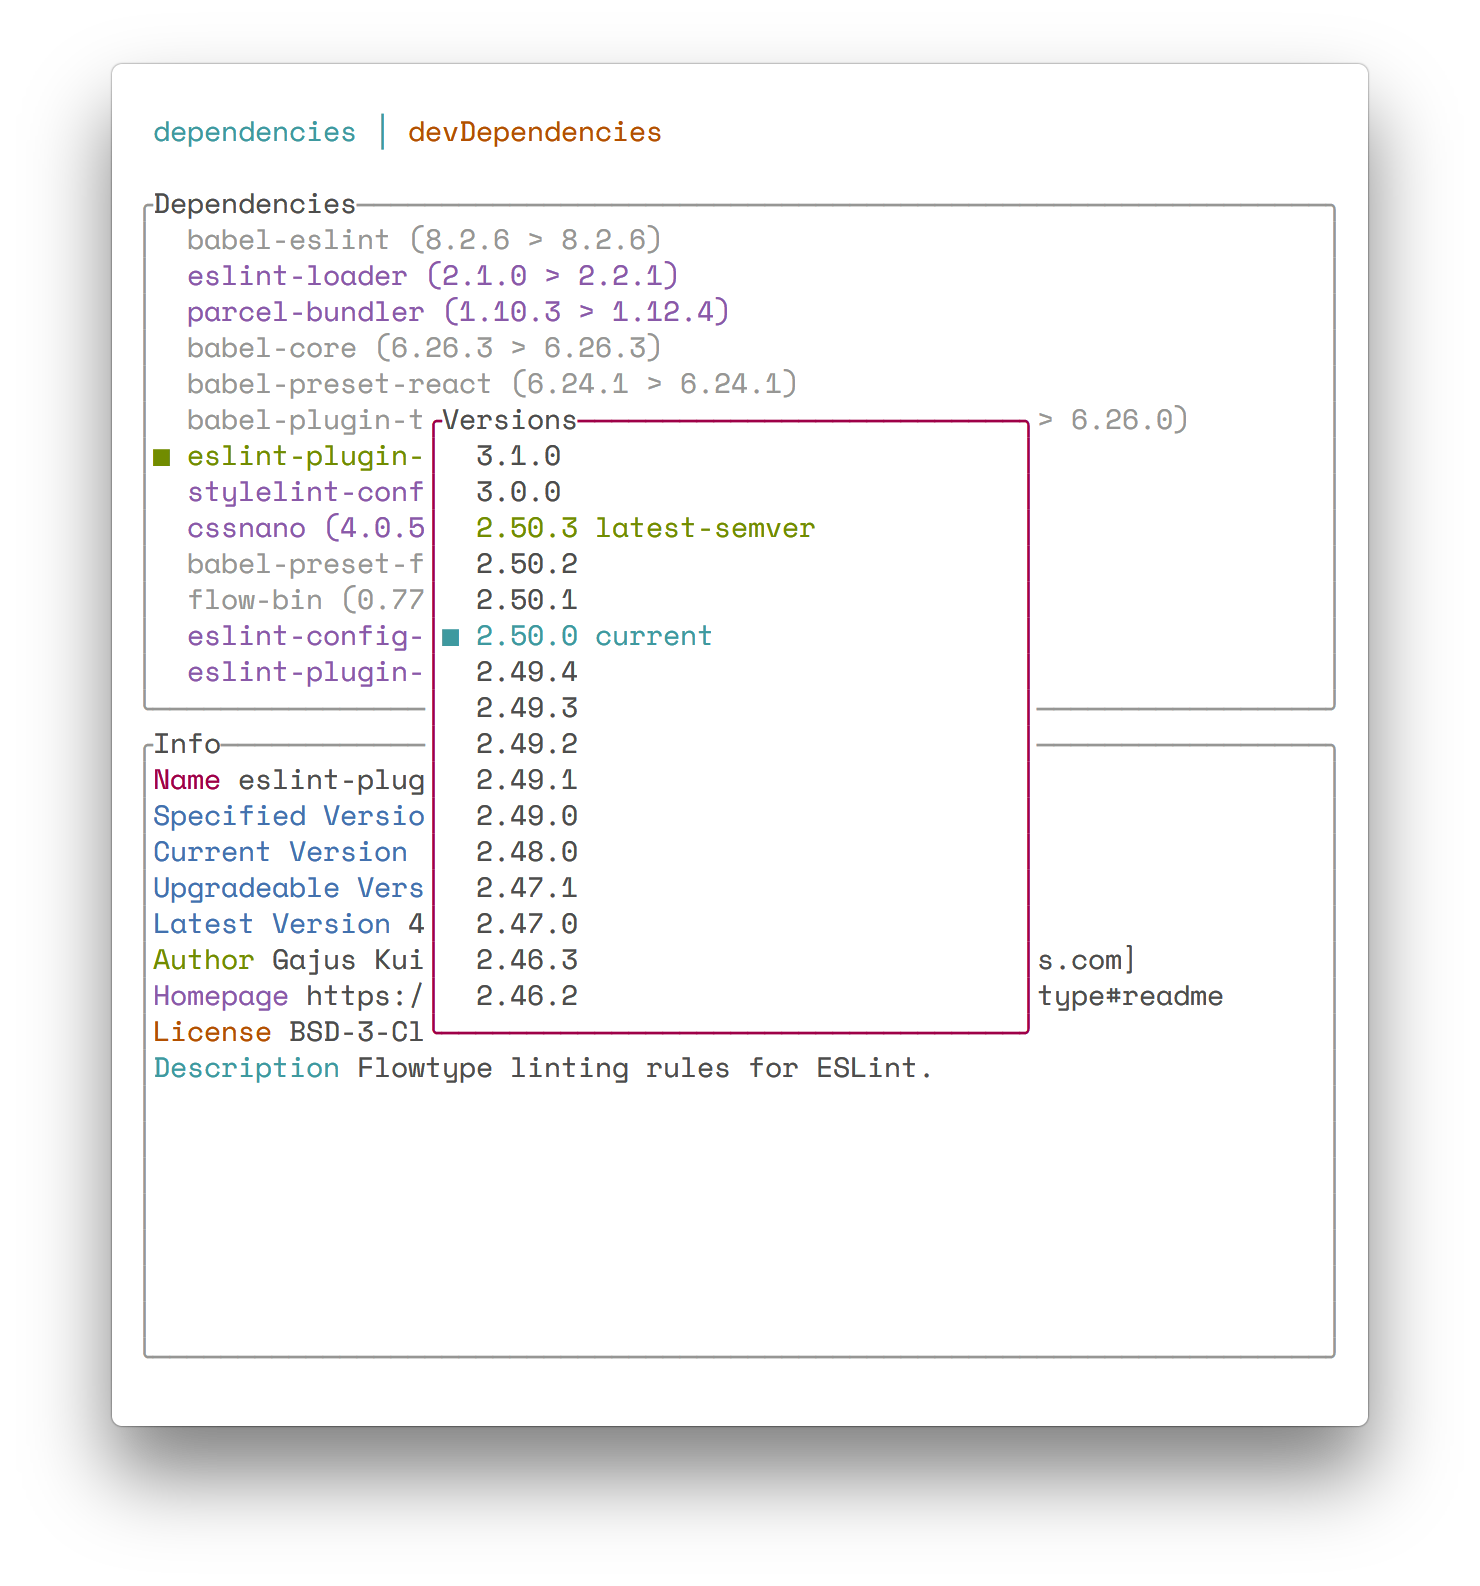 dependencies | devDependencies
Dependencies
babel-eslint (8.2.6 > 8.2.6)
eslint-loader (2.1.0 > 2.2.1)
parcel-bundler (1.10.3 > 1.12.4)
babel-core (6.26.3 > 6.26.3)
babel-preset-react (6.24.1 > 6.24.1)
babel-plugin-t > 6.26.0)
eslint-plugin-
stylelint-conf
cssnano (4.0.5
babel-preset-f
flow-bin (0.77
eslint-config-
eslint-plugin-
Versions
3.1.0
3.0.0
2.50.3 latest-semver
2.50.2
2.50.1
2.50.0 current
2.49.4
2.49.3
2.49.2
2.49.1
2.49.0
2.48.0
2.47.1
2.47.0
2.46.3
2.46.2
Info
Name eslint-plug
Specified Versio
Current Version
Upgradeable Vers
Latest Version 4
Author Gajus Kui s.com]
Homepage https:/ type#readme
License BSD-3-Cl
Description Flowtype linting rules for ESLint.